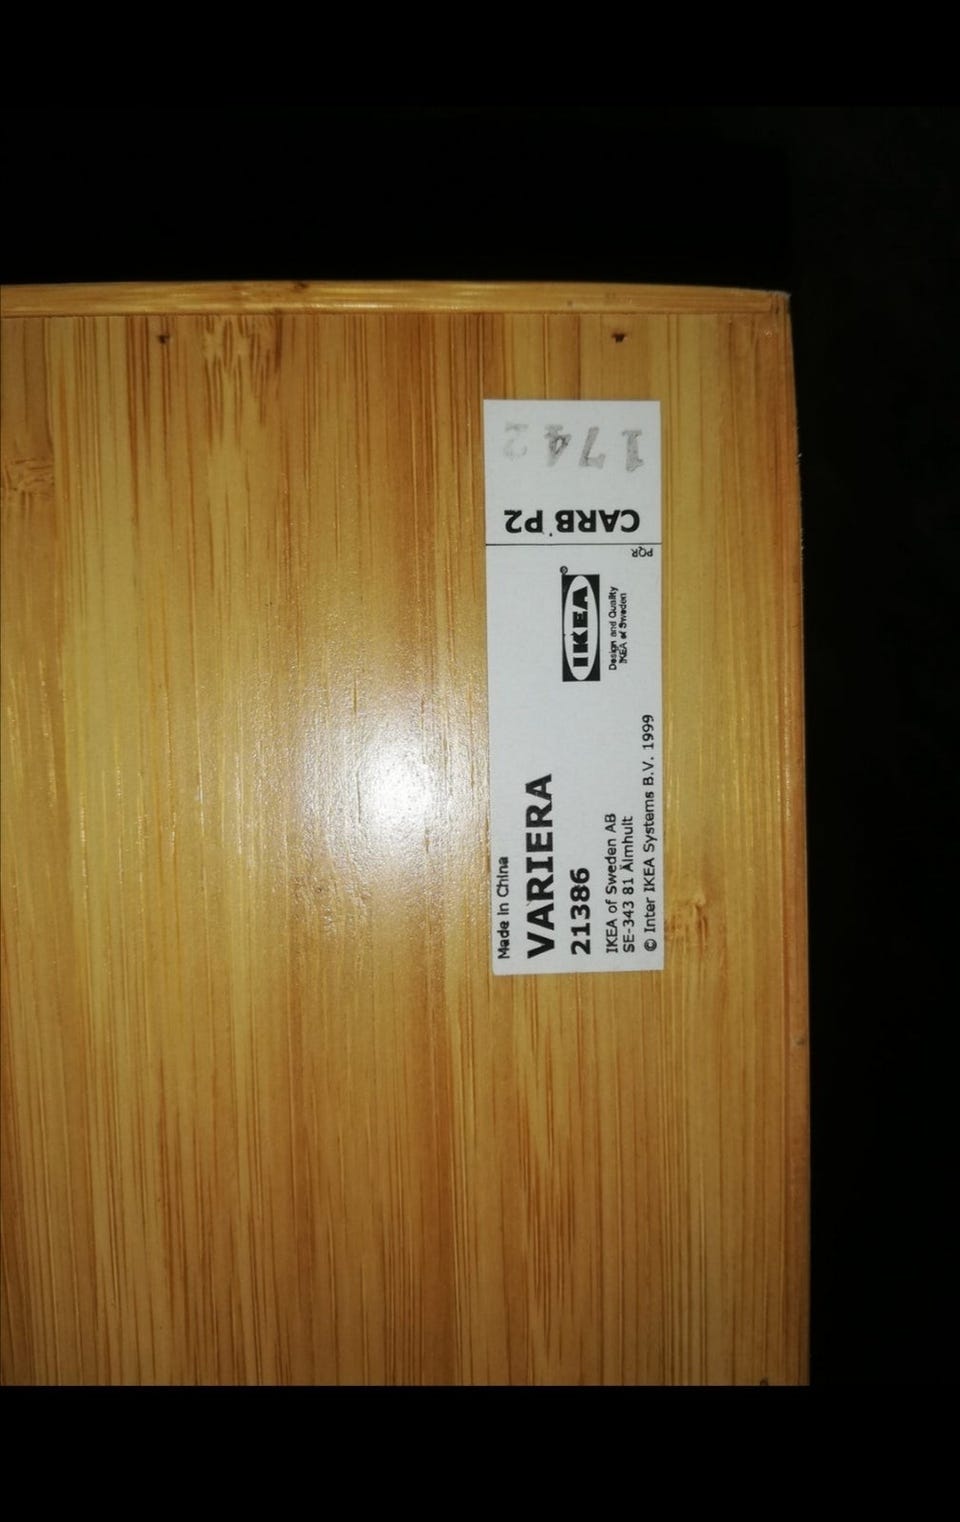 Made in China
VARIERA
21386
IKEA of Sweden AB
SE-343 81 Älmhult
© Inter IKEA Systems B.V. 1999
IKEA®
Design and Quality
IKEA of Sweden
PQR
CARB P2
1742